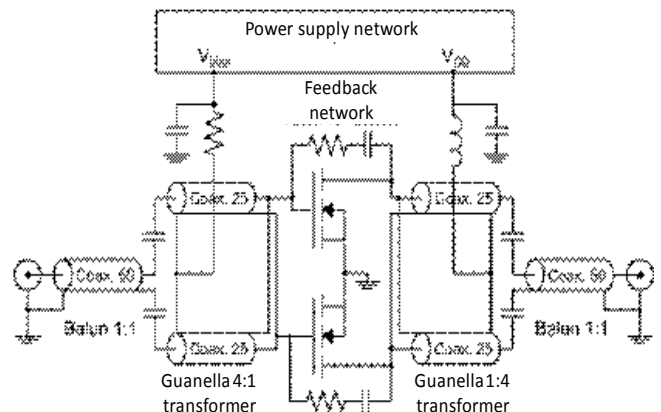 Power supply network
V_DD
Feedback
network
Coax. 25
Coax. 25
Coax. 50
Coax. 50
Balun 1:1
Balun 1:1
Coax. 25
Coax. 25
Guanella 4:1
transformer
Guanella 1:4
transformer